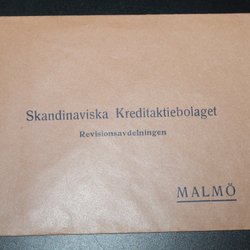 Skandinaviska Kreditaktiebolaget
Revisionsavdelningen
MALMÖ